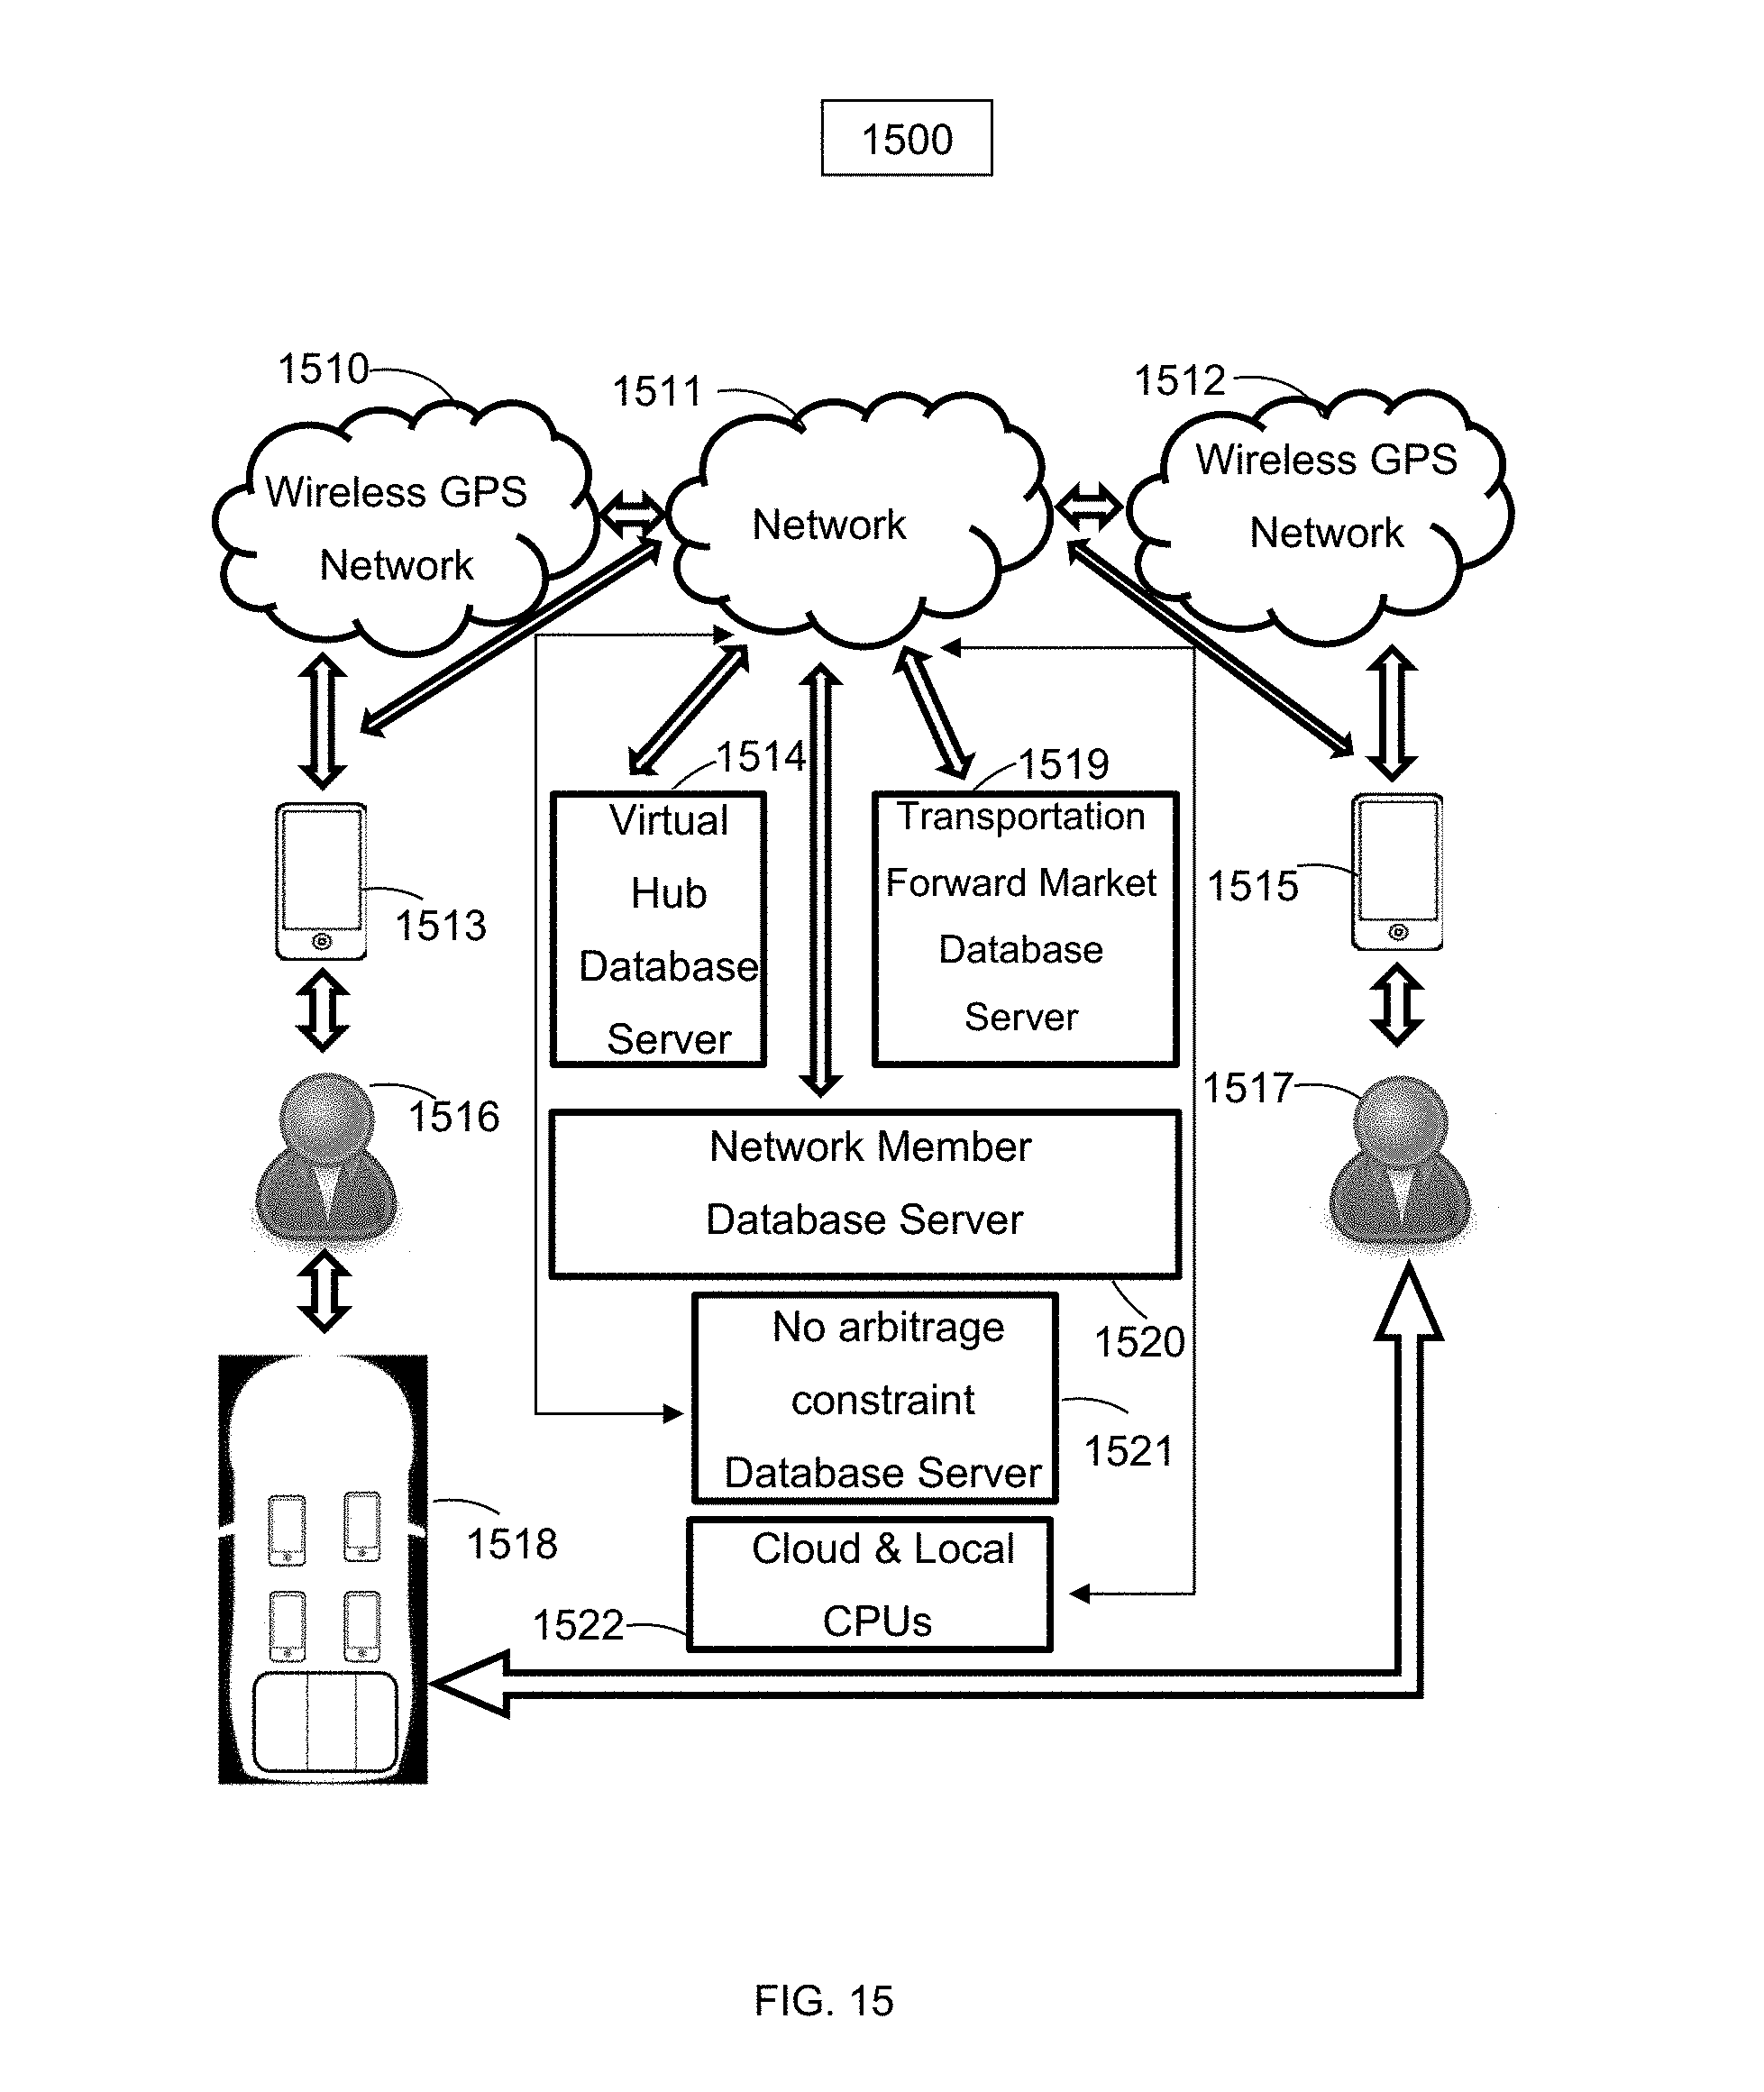 1500
1510
1511
1512
Wireless GPS
Network
Network
Wireless GPS
Network
1514
1519
Virtual
Hub
Database
Server
Transportation
Forward Market
Database
Server
1513
1515
1516
1517
Network Member
Database Server
1520
No arbitrage
constraint
Database Server
1521
1518
Cloud & Local
CPUs
1522
FIG. 15